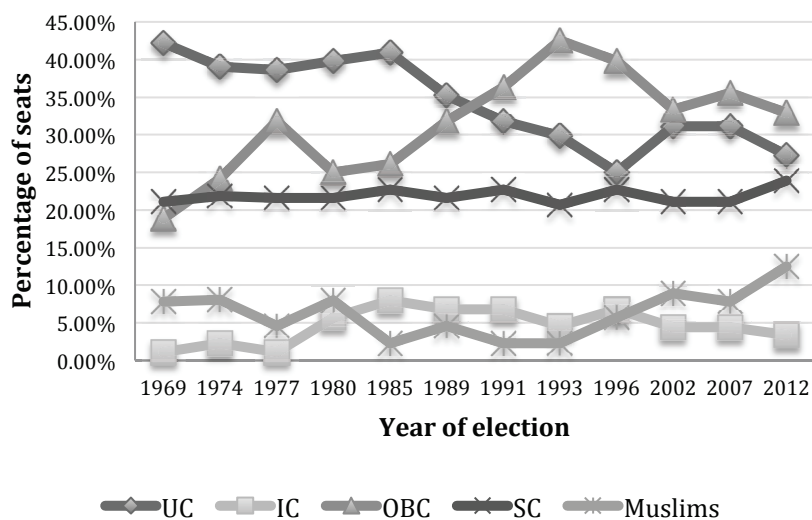 45.00%
40.00%
35.00%
30.00%
25.00%
20.00%
15.00%
10.00%
5.00%
0.00%
Percentage of seats
1969 1974 1977 1980 1985 1989 1991 1993 1996 2002 2007 2012
Year of election
UC IC OBC SC Muslims